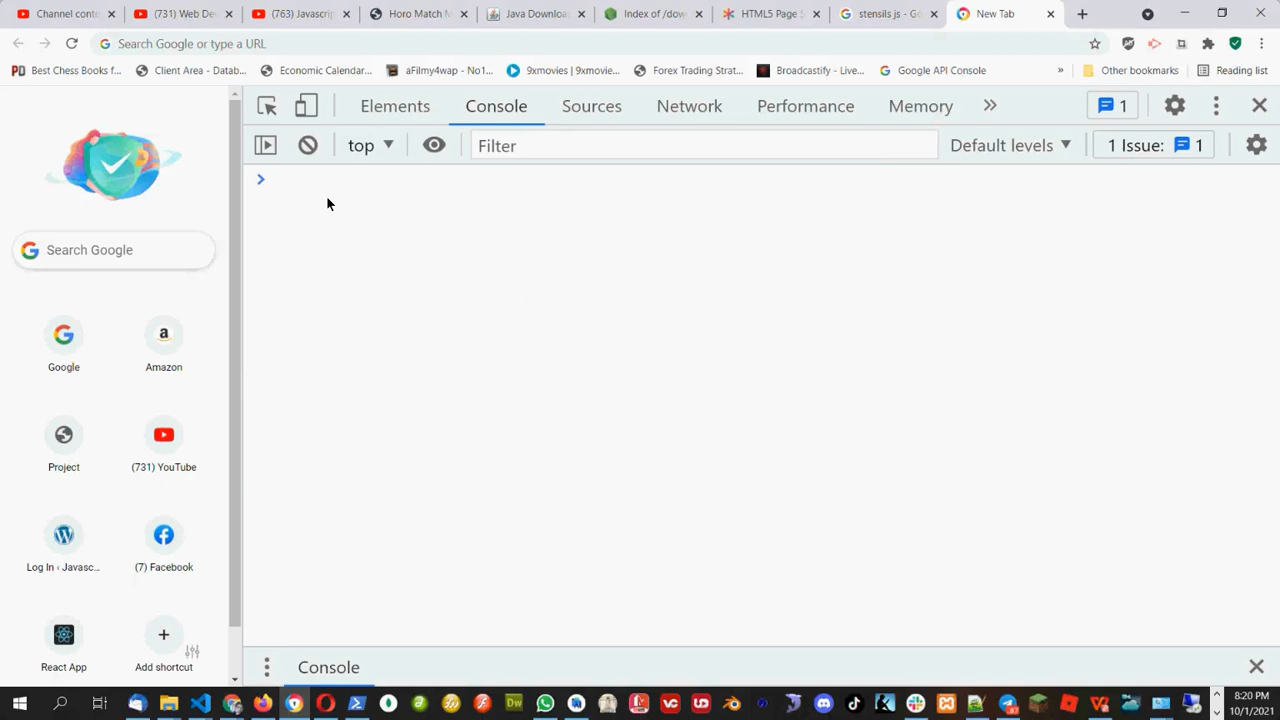 Channel conte
(731) Web Dev
(763) Javascrip
Horo Match M
Java Downloa
Index of /dow
HTML5 Page S
stensils js - Go
New Tab
Search Google or type a URL
Best Chess Books f...
Client Area - Datab...
Economic Calendar...
aFilmy4wap - No1...
9xmovies | 9xmovie...
Forex Trading Strat...
Broadcastify - Live...
Google API Console
»
Other bookmarks
Reading list
Elements
Console
Sources
Network
Performance
Memory
»
1
top
Filter
Default levels
1 Issue:
1
>
Search Google
Google
Amazon
Project
(731) YouTube
Log In ‹ Javasc...
(7) Facebook
React App
Add shortcut
Console
8:20 PM
10/1/2021